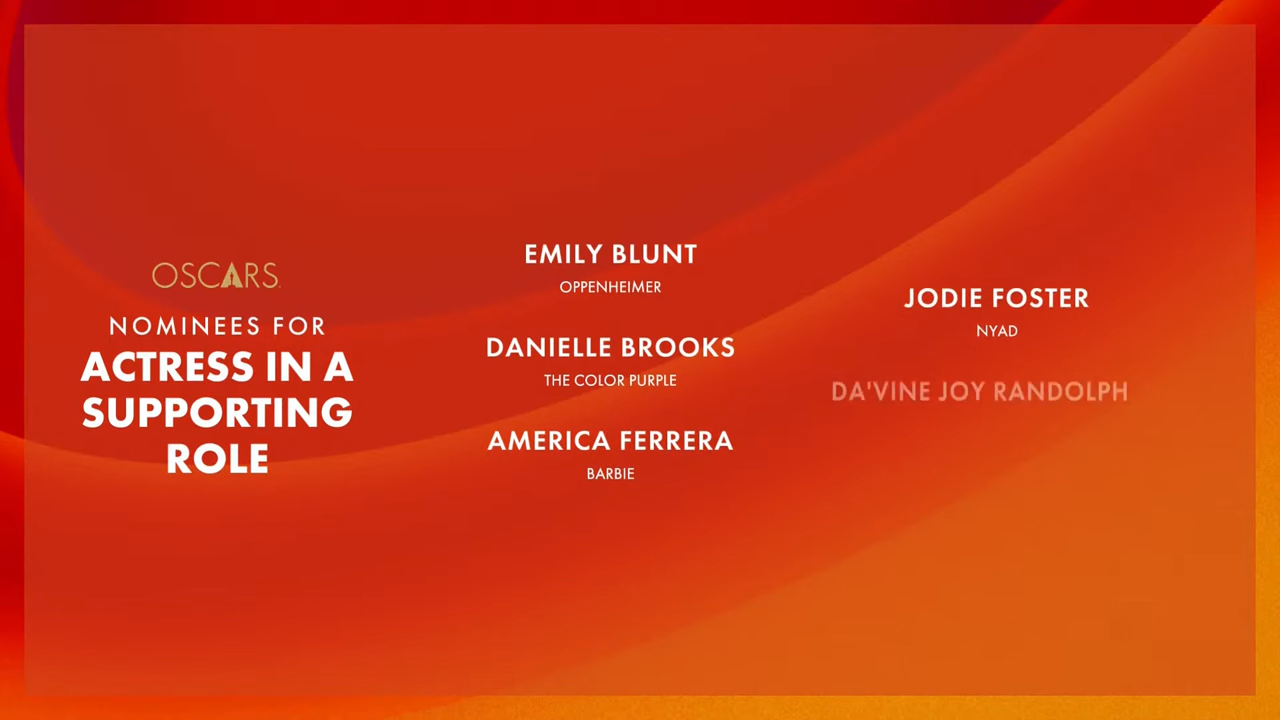 OSCARS
NOMINEES FOR
ACTRESS IN A
SUPPORTING
ROLE
EMILY BLUNT
OPPENHEIMER
DANIELLE BROOKS
THE COLOR PURPLE
AMERICA FERRERA
BARBIE
JODIE FOSTER
NYAD
DA'VINE JOY RANDOLPH